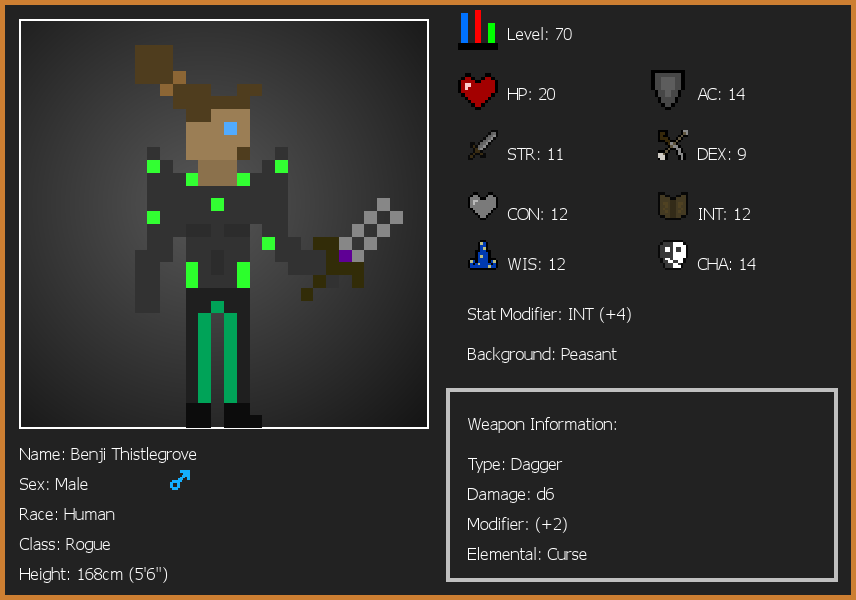 Level: 70
HP: 20
AC: 14
STR: 11
DEX: 9
CON: 12
INT: 12
WIS: 12
CHA: 14
Stat Modifier: INT (+4)
Background: Peasant
Weapon Information:
Type: Dagger
Damage: d6
Modifier: (+2)
Elemental: Curse
Name: Benji Thistlegrove
Sex: Male
Race: Human
Class: Rogue
Height: 168cm (5'6")